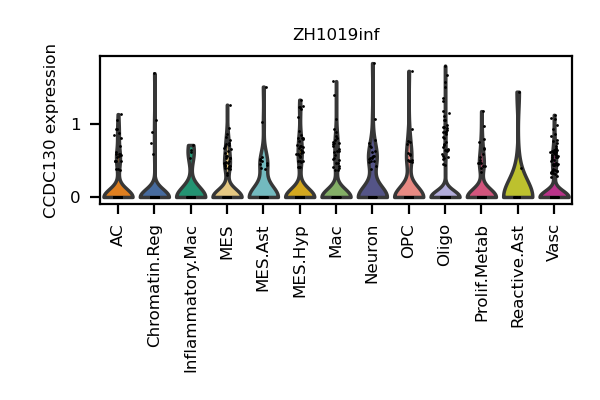 ZH1019inf
CCDC130 expression
1
0
AC
Chromatin.Reg
Inflammatory.Mac
MES
MES.Ast
MES.Hyp
Mac
Neuron
OPC
Oligo
Prolif.Metab
Reactive.Ast
Vasc